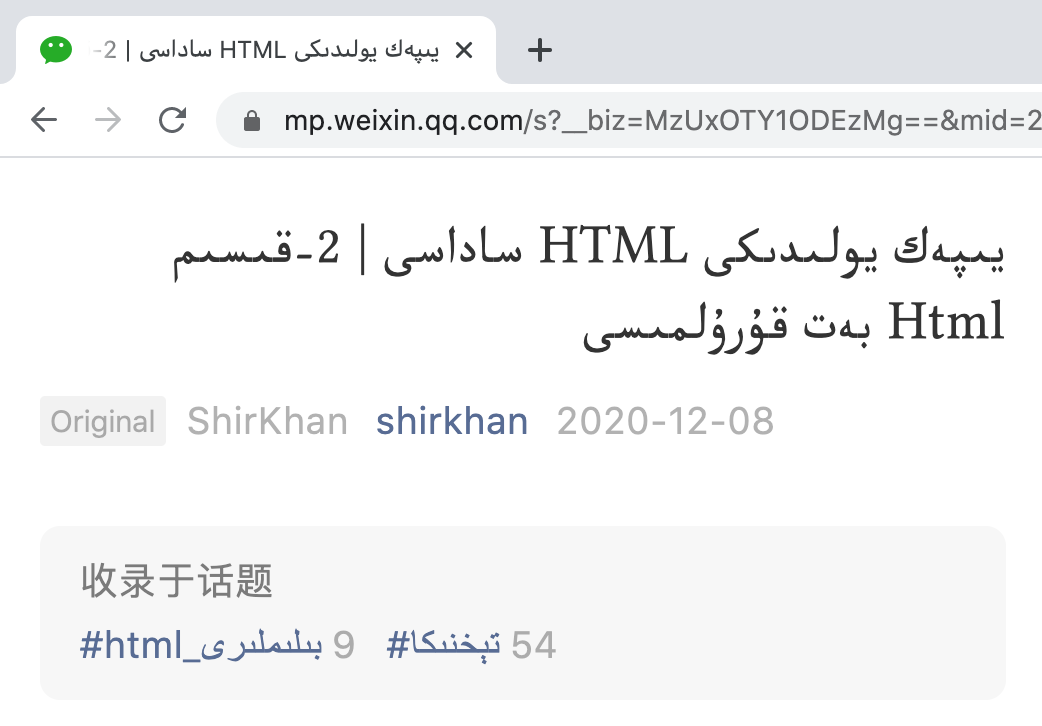 يىپەك يولىدىكى HTML ساداسى | 2-
mp.weixin.qq.com/s?__biz=MzUxOTY1ODEzMg==&mid=2
يىپەك يولىدىكى HTML ساداسى | 2-قىسىم
Html بەت قۇرۇلمىسى
Original ShirKhan shirkhan 2020-12-08
收录于话题
#html_بىلىملىرى 9 #تېخنىكا 54